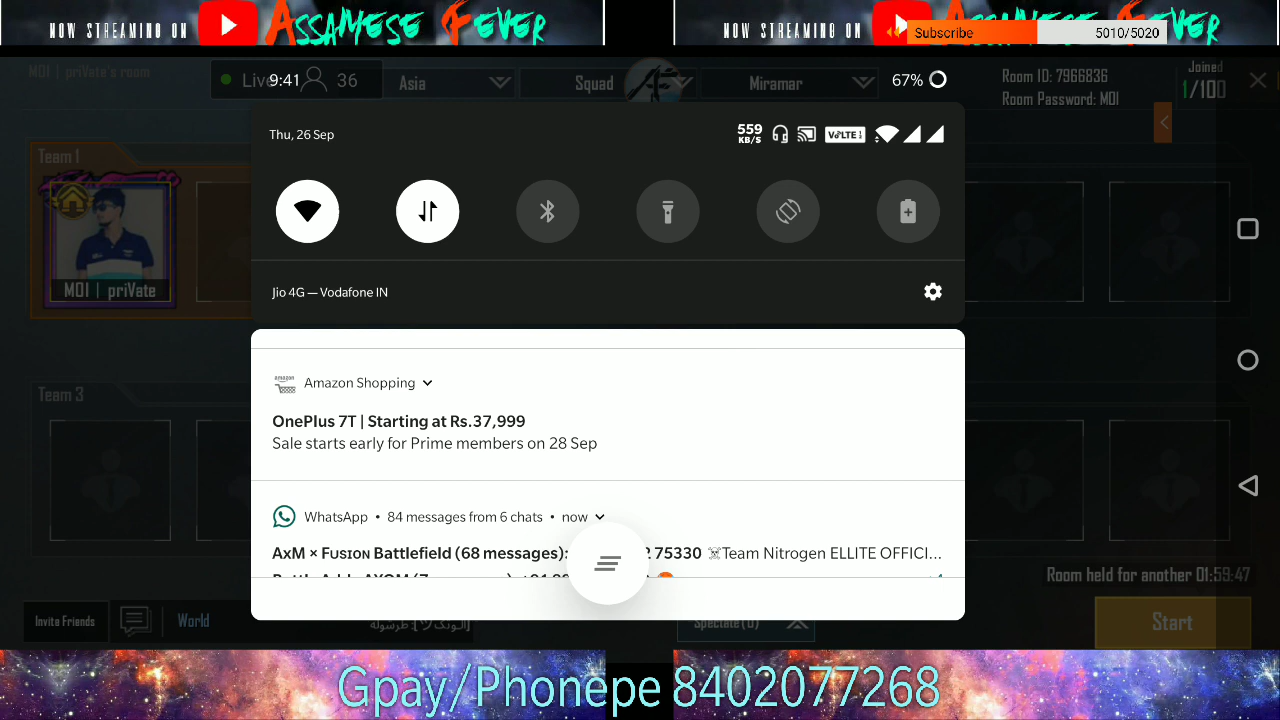 NOW STREAMING ON ASSAMESE FEVER
NOW STREAMING ON ASSAMESE FEVER
Subscribe 5010/5020
MOI | priVate's room
Live 9:41 36
Asia
Squad
Miramar
67%
Room ID: 7966836
Room Password: MOI
Joined
1/100
Thu, 26 Sep
559 KB/S
VoLTE
Team 1
MOI | priVate
Jio 4G — Vodafone IN
Amazon Shopping
OnePlus 7T | Starting at Rs.37,999
Sale starts early for Prime members on 28 Sep
Team 3
WhatsApp • 84 messages from 6 chats • now
AxM × Fusion Battlefield (68 messages): 75330 ☠Team Nitrogen ELLITE OFFICI...
Room held for another 01:59:47
Invite Friends
World
Spectate (0)
Start
Gpay/Phonepe 8402077268